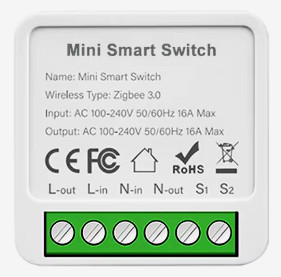 Mini Smart Switch
Name: Mini Smart Switch
Wireless Type: Zigbee 3.0
Input: AC 100-240V 50/60Hz 16A Max
Output: AC 100-240V 50/60Hz 16A Max
CE FC RoHS
L-out L-in N-in N-out S1 S2